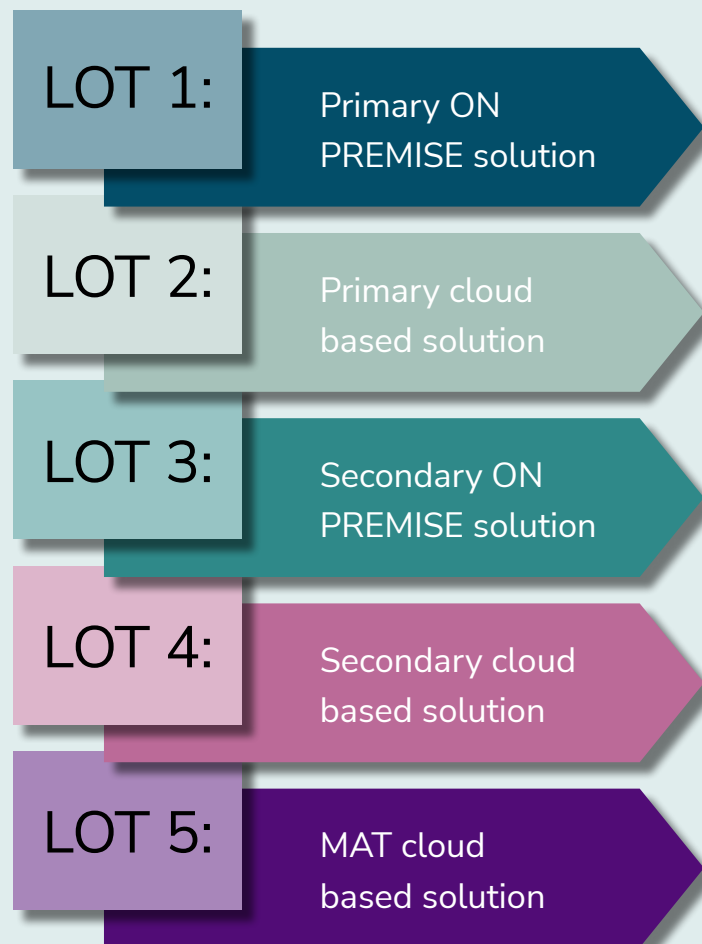 LOT 1:
Primary ON
PREMISE solution
LOT 2:
Primary cloud
based solution
LOT 3:
Secondary ON
PREMISE solution
LOT 4:
Secondary cloud
based solution
LOT 5:
MAT cloud
based solution